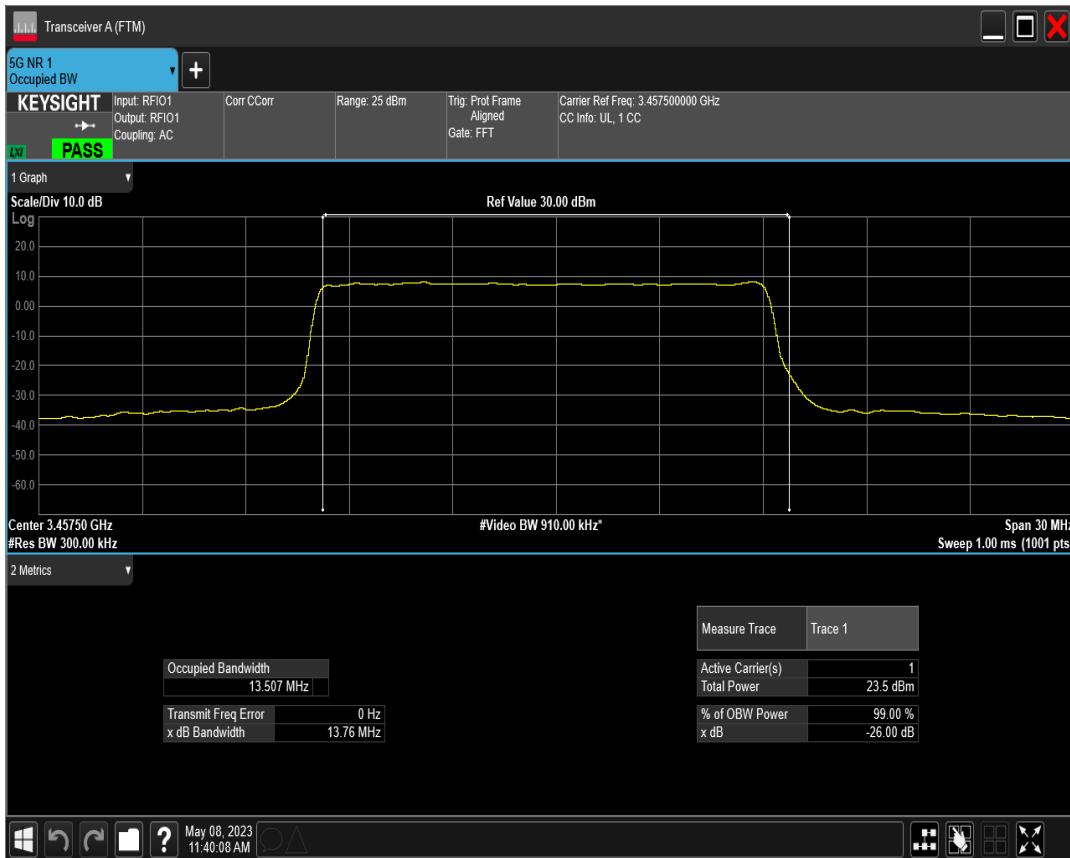 Transceiver A (FTM)
5G NR 1
Occupied BW
KEYSIGHT
LXI
PASS
Input: RFIO1
Output: RFIO1
Coupling: AC
Corr CCorr
Range: 25 dBm
Trig: Prot Frame
Aligned
Gate: FFT
Carrier Ref Freq: 3.457500000 GHz
CC Info: UL, 1 CC
1 Graph
Scale/Div 10.0 dB
Ref Value 30.00 dBm
Log
20.0
10.0
0.00
-10.0
-20.0
-30.0
-40.0
-50.0
-60.0
Center 3.45750 GHz
#Video BW 910.00 kHz*
Span 30 MHz
#Res BW 300.00 kHz
Sweep 1.00 ms (1001 pts
2 Metrics
Measure Trace Trace 1
Occupied Bandwidth
13.507 MHz
Active Carrier(s) 1
Total Power 23.5 dBm
Transmit Freq Error 0 Hz
x dB Bandwidth 13.76 MHz
% of OBW Power 99.00 %
x dB -26.00 dB
?
May 08, 2023
11:40:08 AM